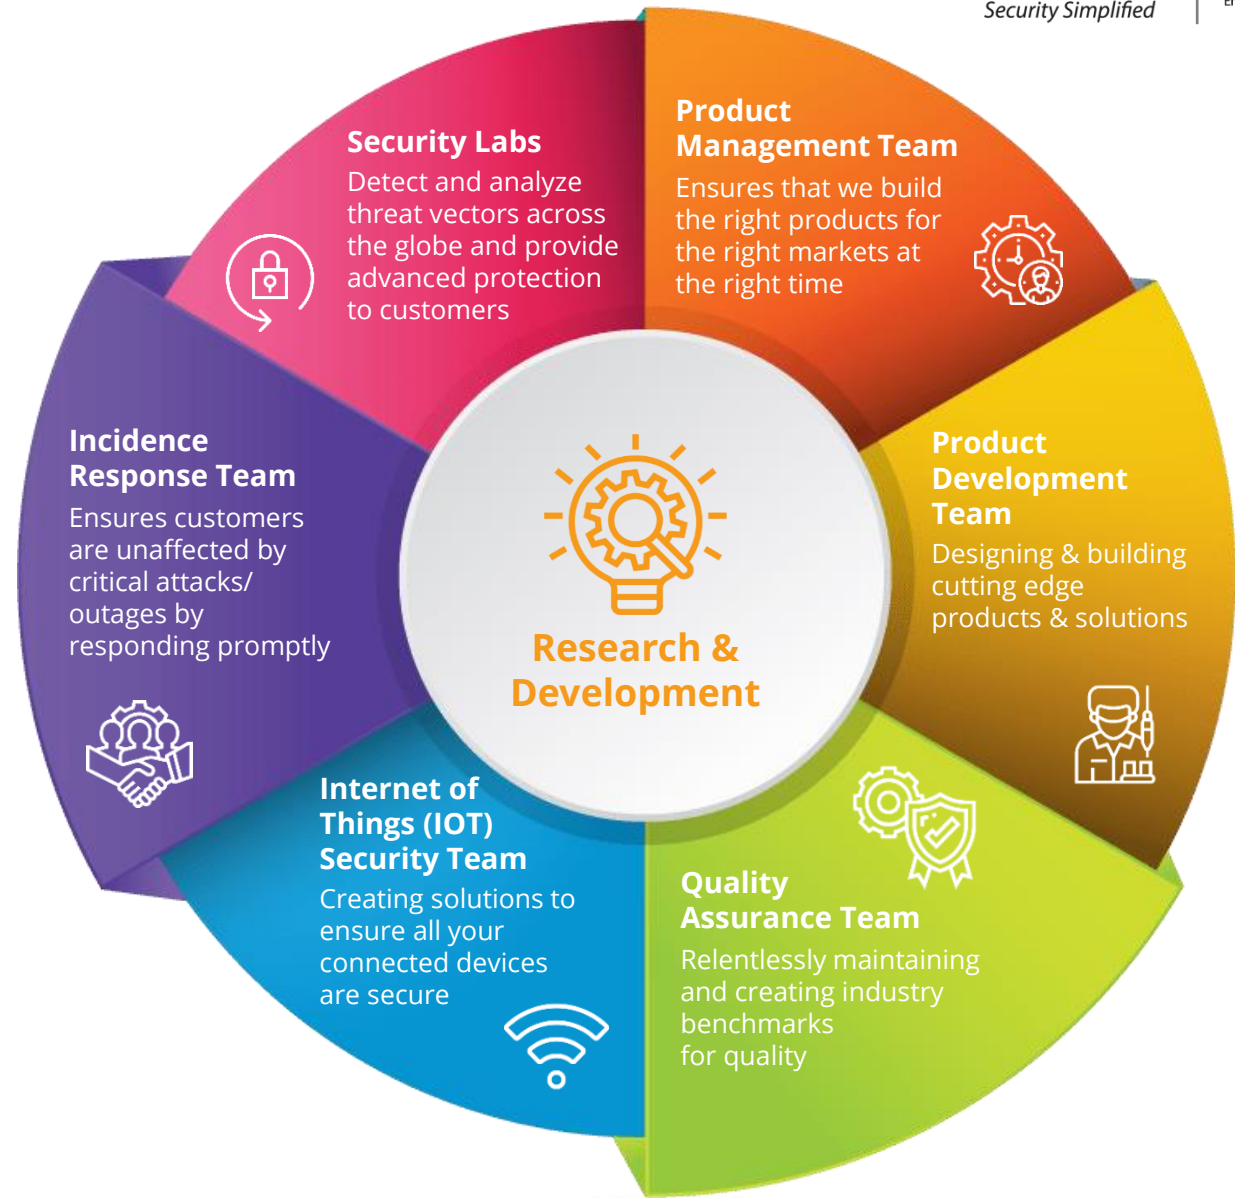 Security Simplified
Security Labs
Detect and analyze
threat vectors across
the globe and provide
advanced protection
to customers
Product
Management Team
Ensures that we build
the right products for
the right markets at
the right time
Product
Development
Team
Designing & building
cutting edge
products & solutions
Quality
Assurance Team
Relentlessly maintaining
and creating industry
benchmarks
for quality
Internet of
Things (IOT)
Security Team
Creating solutions to
ensure all your
connected devices
are secure
Incidence
Response Team
Ensures customers
are unaffected by
critical attacks/
outages by
responding promptly
Research &
Development